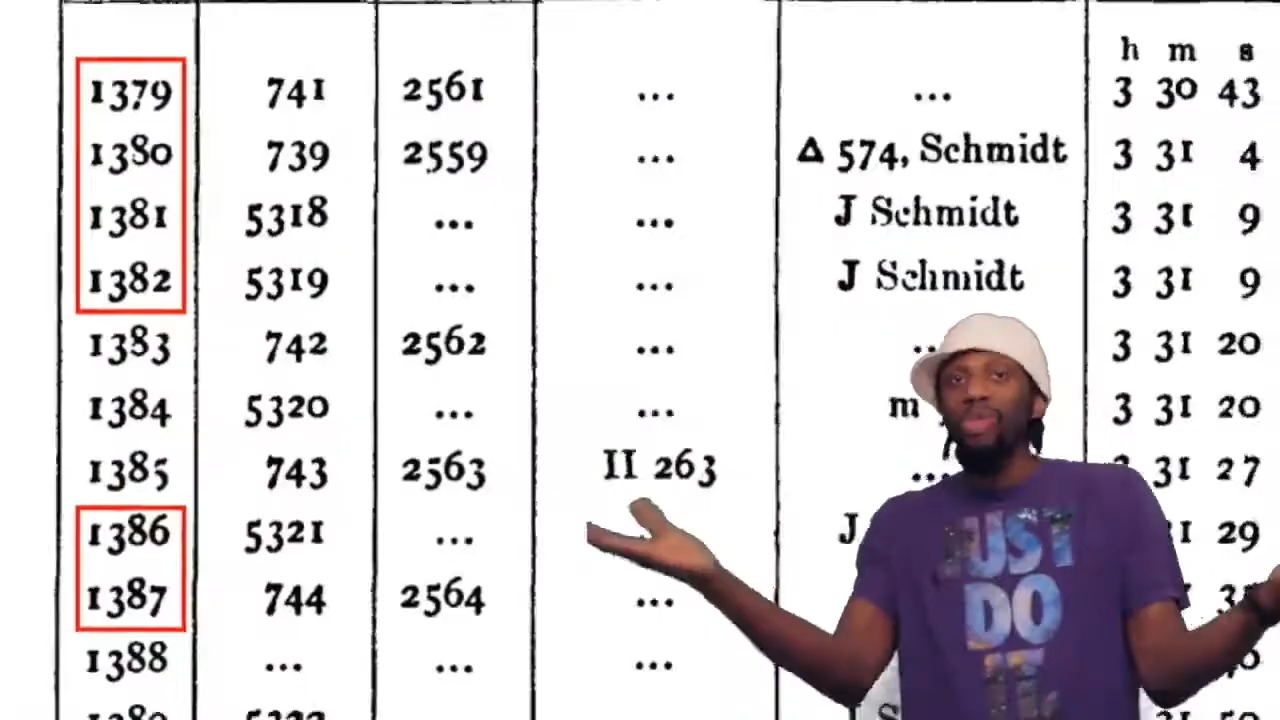 h m s
1379 741 2561 ... ... 3 30 43
1380 739 2559 ... Δ 574, Schmidt 3 31 4
1381 5318 ... ... J Schmidt 3 31 9
1382 5319 ... ... J Schmidt 3 31 9
1383 742 2562 ... ... 3 31 20
1384 5320 ... ... m 3 31 20
1385 743 2563 II 263 ... 31 27
1386 5321 ... ... J 29
1387 744 2564 ...
1388 ... ... ...
JUST
DO
IT.